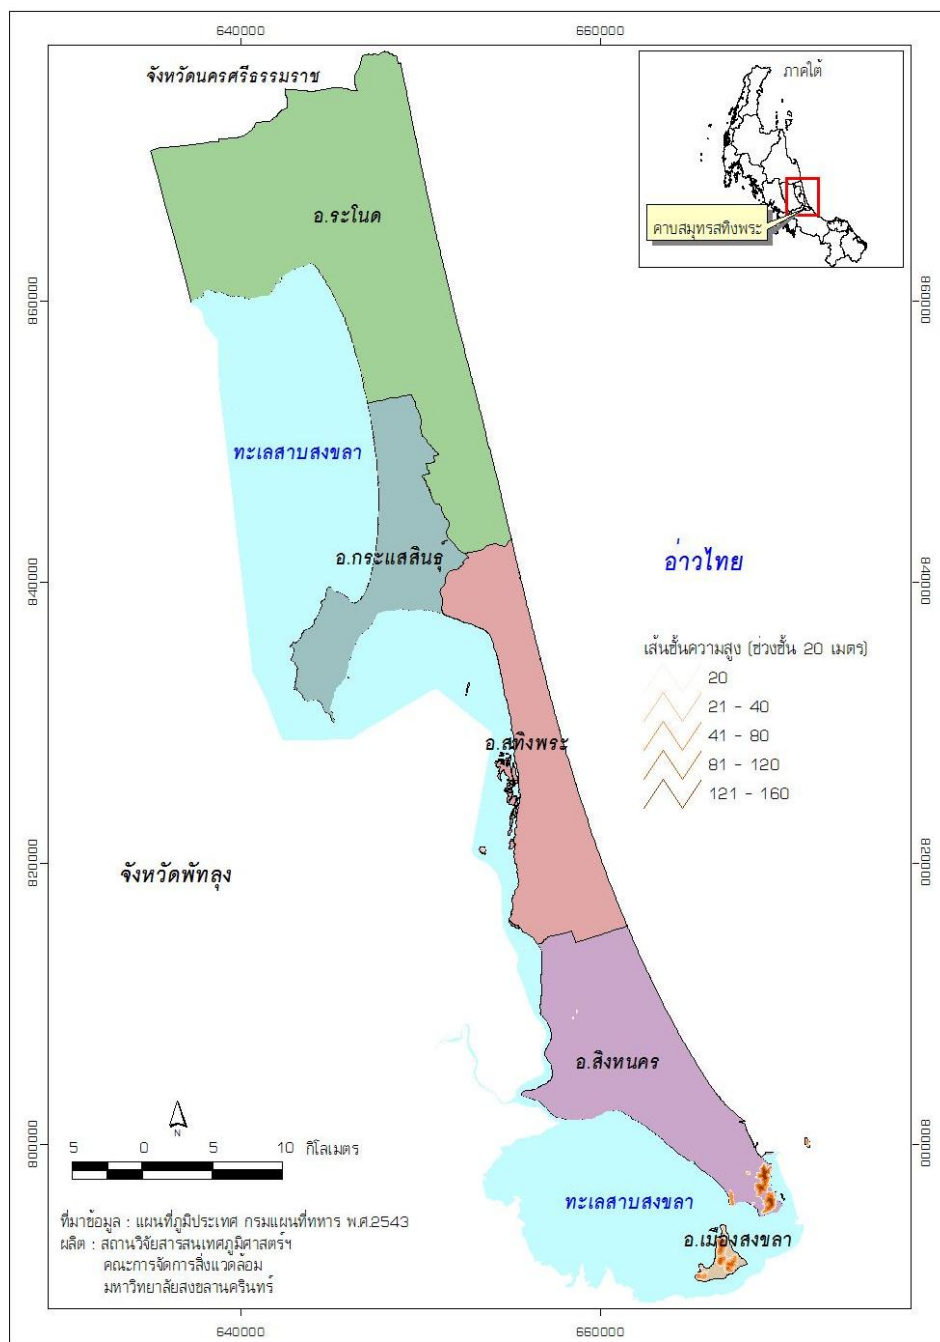 640000
660000
จังหวัดนครศรีธรรมราช
ภาคใต้
คาบสมุทรสทิงพระ
อ.ระโนด
860000
860000
ทะเลสาบสงขลา
อ.กระแสสินธุ์
อ่าวไทย
840000
840000
เส้นชั้นความสูง (ช่วงชั้น 20 เมตร)
20
21 - 40
41 - 80
81 - 120
121 - 160
อ.สทิงพระ
820000
820000
จังหวัดพัทลุง
อ.สิงหนคร
N
800000
800000
5 0 5 10 กิโลเมตร
ทะเลสาบสงขลา
อ.เมืองสงขลา
ที่มาข้อมูล : แผนที่ภูมิประเทศ กรมแผนที่ทหาร พ.ศ.2543
ผลิต : สถานวิจัยสารสนเทศภูมิศาสตร์ฯ
คณะการจัดการสิ่งแวดล้อม
มหาวิทยาลัยสงขลานครินทร์
640000
660000